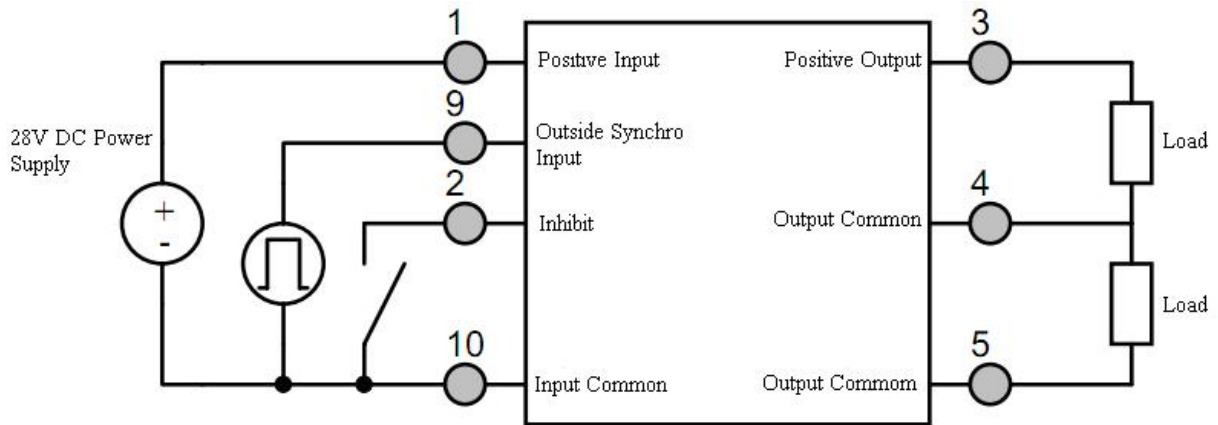 1
Positive Input
9
Outside Synchro
Input
2
Inhibit
10
Input Common
28V DC Power
Supply
+
-
3
Positive Output
4
Output Common
5
Output Commom
Load
Load